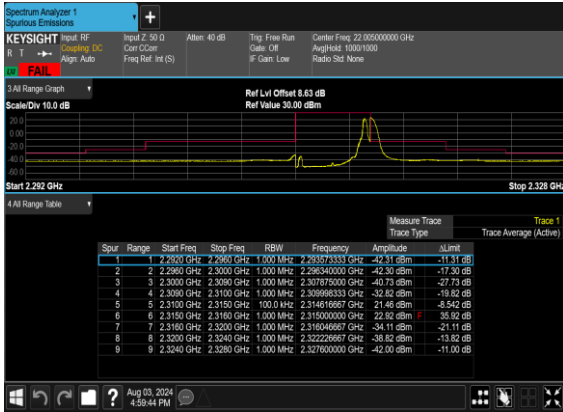 Spectrum Analyzer 1
Spurious Emissions
KEYSIGHT Input: RF Input Z: 50 Ω Atten: 40 dB Trig: Free Run Center Freq: 22.005000000 GHz
R T Coupling: DC Corr CCorr Gate: Off Avg|Hold: 1000/1000
Align: Auto Freq Ref: Int (S) IF Gain: Low Radio Std: None
FAIL
3 All Range Graph Ref Lvl Offset 8.63 dB
Scale/Div 10.0 dB Ref Value 30.00 dBm
20.0
0.00
-20.0
-40.0
-60.0
Start 2.292 GHz Stop 2.328 GHz
4 All Range Table
Measure Trace Trace 1
Trace Type Trace Average (Active)
Spur Range Start Freq Stop Freq RBW Frequency Amplitude ΔLimit
1 1 2.2920 GHz 2.2960 GHz 1.000 MHz 2.293573333 GHz -42.31 dBm -11.31 dB
2 2 2.2960 GHz 2.3000 GHz 1.000 MHz 2.296340000 GHz -42.30 dBm -17.30 dB
3 3 2.3000 GHz 2.3090 GHz 1.000 MHz 2.307875000 GHz -40.73 dBm -27.73 dB
4 4 2.3090 GHz 2.3100 GHz 1.000 MHz 2.309998333 GHz -32.82 dBm -19.82 dB
5 5 2.3100 GHz 2.3150 GHz 100.0 kHz 2.314616667 GHz 21.46 dBm -8.542 dB
6 6 2.3150 GHz 2.3160 GHz 1.000 MHz 2.315000000 GHz 22.92 dBm F 35.92 dB
7 7 2.3160 GHz 2.3200 GHz 1.000 MHz 2.316046667 GHz -34.11 dBm -21.11 dB
8 8 2.3200 GHz 2.3240 GHz 1.000 MHz 2.322226667 GHz -38.82 dBm -13.82 dB
9 9 2.3240 GHz 2.3280 GHz 1.000 MHz 2.327600000 GHz -42.00 dBm -11.00 dB
? Aug 03, 2024
4:59:44 PM